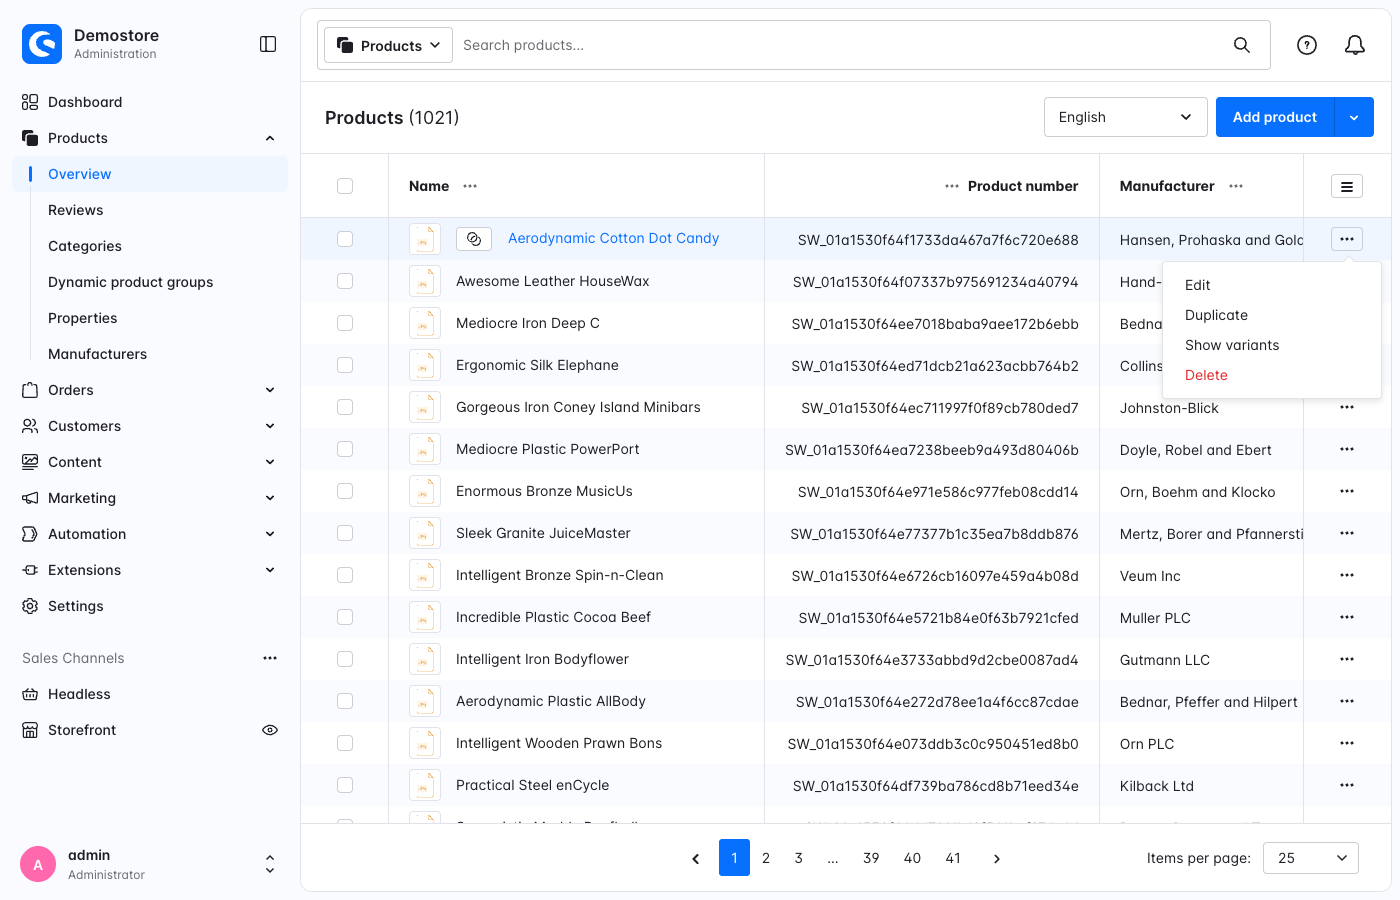 Demostore
Administration
Dashboard
Products
Overview
Reviews
Categories
Dynamic product groups
Properties
Manufacturers
Orders
Customers
Content
Marketing
Automation
Extensions
Settings
Sales Channels
Headless
Storefront
A
admin
Administrator
Products Search products...
Products (1021)
English
Add product
Name Product number Manufacturer
Aerodynamic Cotton Dot Candy SW_01a1530f64f1733da467a7f6c720e688 Hansen, Prohaska and Gold
Awesome Leather HouseWax SW_01a1530f64f07337b975691234a40794 Hand-
Mediocre Iron Deep C SW_01a1530f64ee7018baba9aee172b6ebb Bedna
Ergonomic Silk Elephane SW_01a1530f64ed71dcb21a623acbb764b2 Collins
Gorgeous Iron Coney Island Minibars SW_01a1530f64ec711997f0f89cb780ded7 Johnston-Blick
Mediocre Plastic PowerPort SW_01a1530f64ea7238beeb9a493d80406b Doyle, Robel and Ebert
Enormous Bronze MusicUs SW_01a1530f64e971e586c977feb08cdd14 Orn, Boehm and Klocko
Sleek Granite JuiceMaster SW_01a1530f64e77377b1c35ea7b8ddb876 Mertz, Borer and Pfannersti
Intelligent Bronze Spin-n-Clean SW_01a1530f64e6726cb16097e459a4b08d Veum Inc
Incredible Plastic Cocoa Beef SW_01a1530f64e5721b84e0f63b7921cfed Muller PLC
Intelligent Iron Bodyflower SW_01a1530f64e3733abbd9d2cbe0087ad4 Gutmann LLC
Aerodynamic Plastic AllBody SW_01a1530f64e272d78ee1a4f6cc87cdae Bednar, Pfeffer and Hilpert
Intelligent Wooden Prawn Bons SW_01a1530f64e073ddb3c0c950451ed8b0 Orn PLC
Practical Steel enCycle SW_01a1530f64df739ba786cd8b71eed34e Kilback Ltd
Edit
Duplicate
Show variants
Delete
1 2 3 ... 39 40 41
Items per page: 25